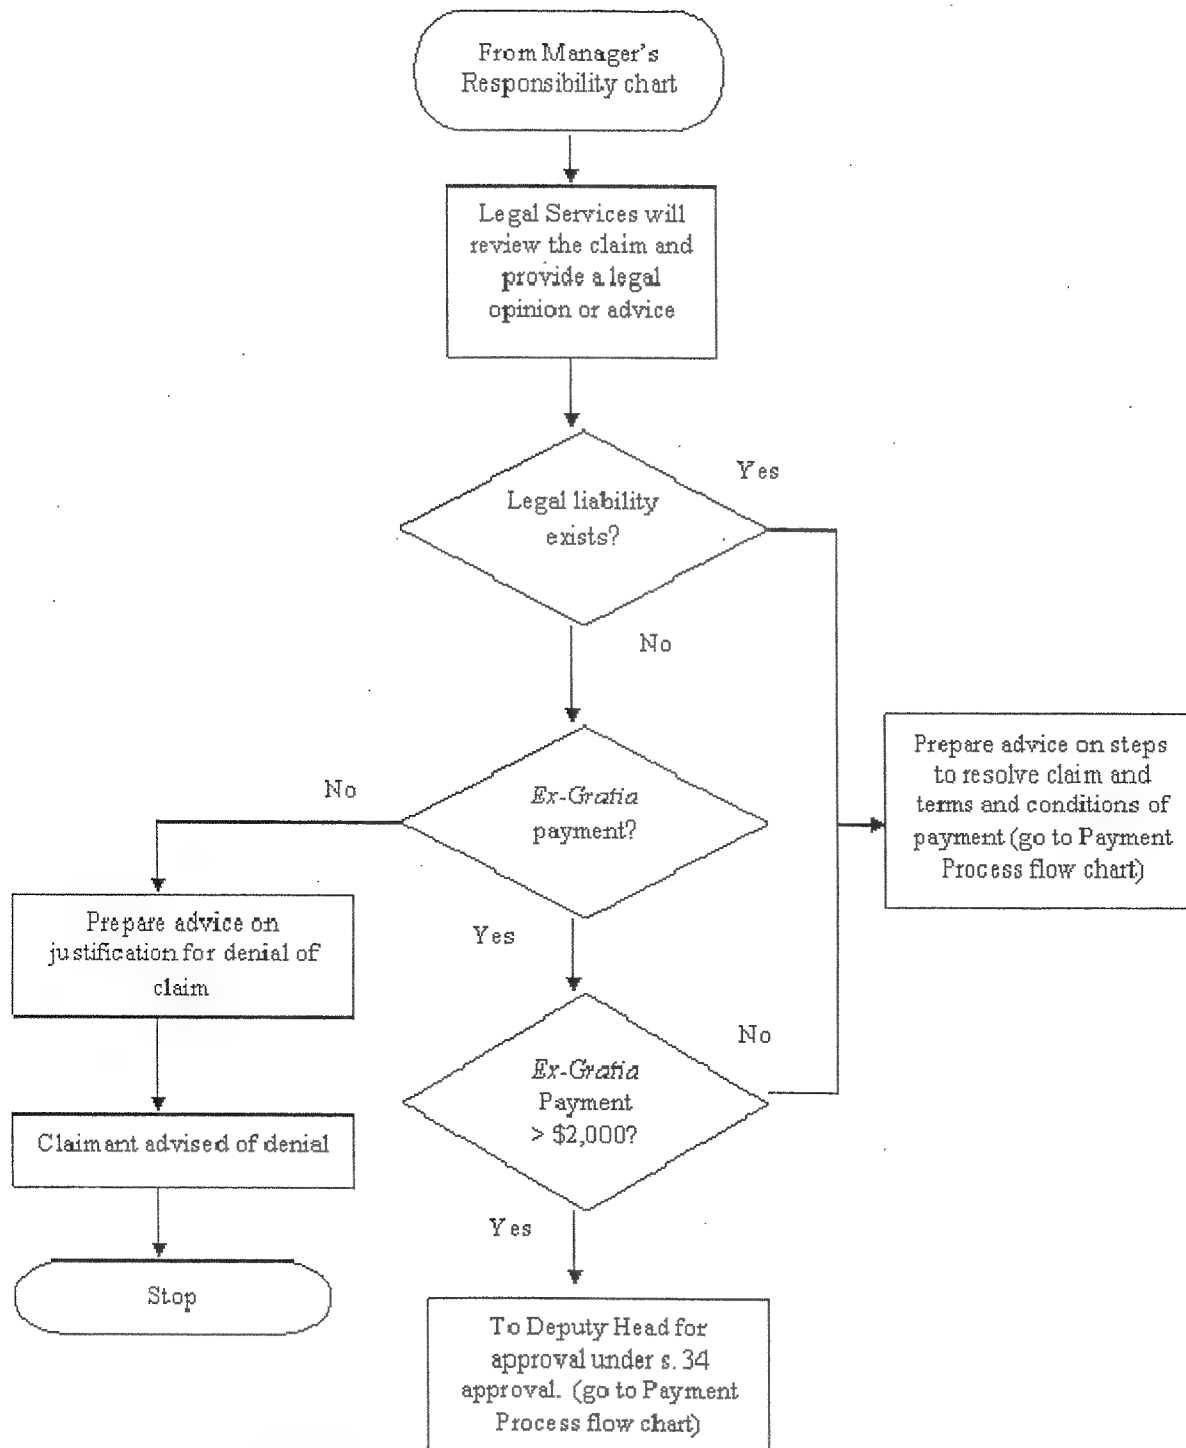 From Manager's
Responsibility chart
Legal Services will
review the claim and
provide a legal
opinion or advice
Yes
Legal liability
exists?
No
Prepare advice on steps
to resolve claim and
terms and conditions of
payment (go to Payment
Process flow chart)
No
Ex-Gratia
payment?
Prepare advice on
justification for denial of
claim
Yes
No
Ex-Gratia
Payment
> $2,000?
Claimant advised of denial
Yes
Stop
To Deputy Head for
approval under s. 34
approval. (go to Payment
Process flow chart)